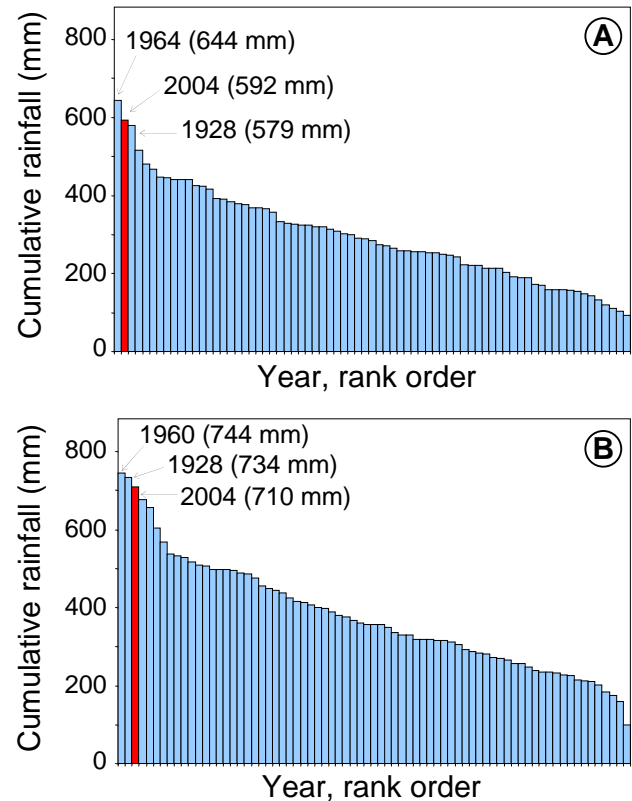 Cumulative rainfall (mm)
800
600
400
200
0
1964 (644 mm)
2004 (592 mm)
1928 (579 mm)
A
Year, rank order
Cumulative rainfall (mm)
800
600
400
200
0
1960 (744 mm)
1928 (734 mm)
2004 (710 mm)
B
Year, rank order